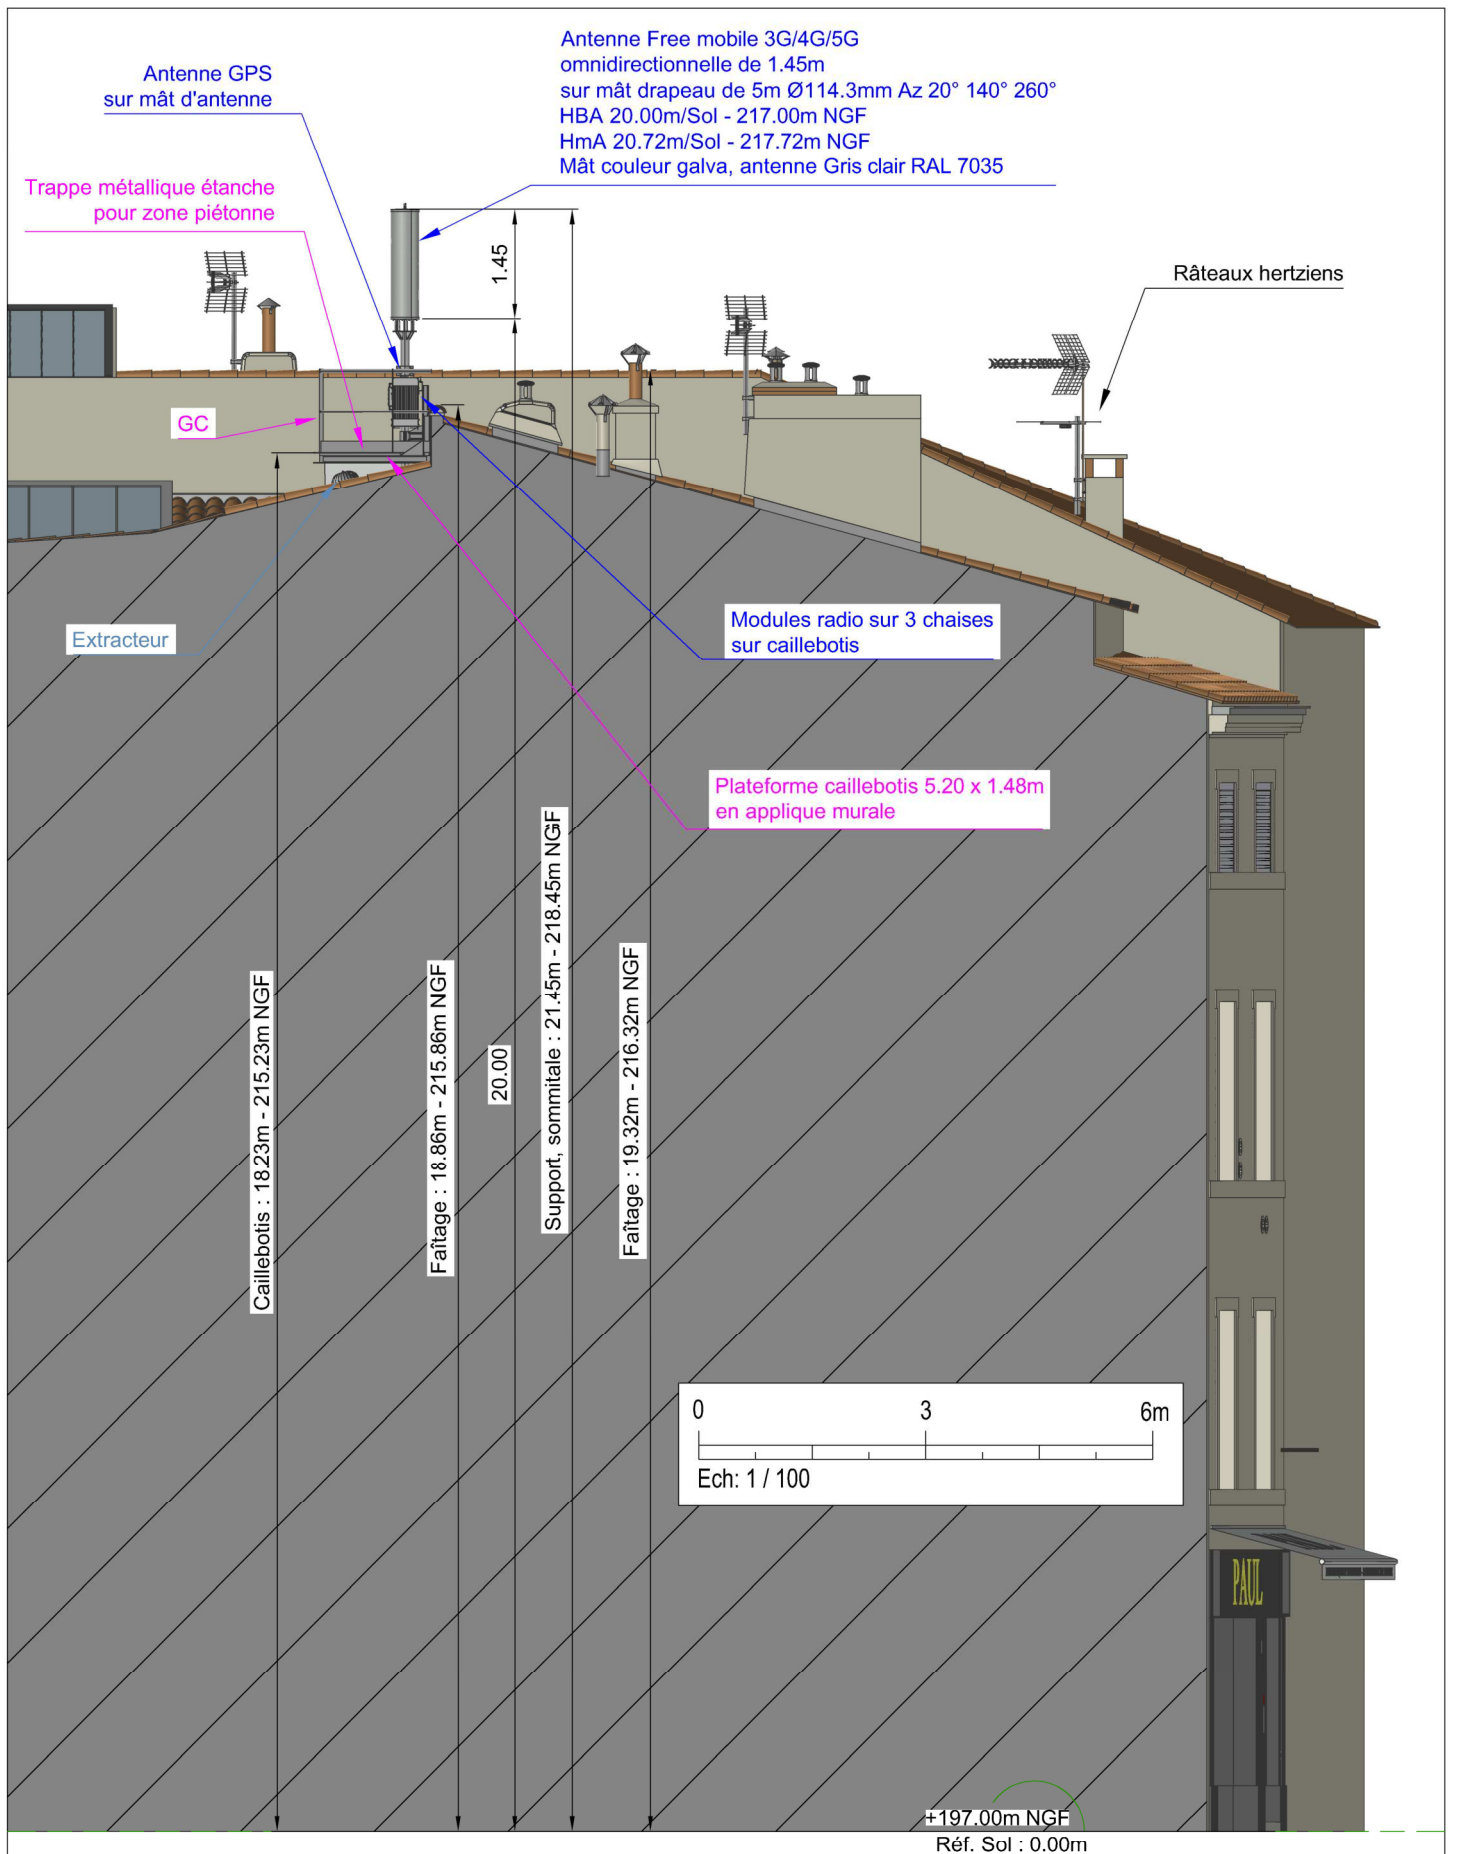 Antenne Free mobile 3G/4G/5G
omnidirectionnelle de 1.45m
sur mât drapeau de 5m Ø114.3mm Az 20° 140° 260°
HBA 20.00m/Sol - 217.00m NGF
HmA 20.72m/Sol - 217.72m NGF
Mât couleur galva, antenne Gris clair RAL 7035
Antenne GPS
sur mât d'antenne
Trappe métallique étanche
pour zone piétonne
1.45
Râteaux hertziens
GC
Extracteur
Modules radio sur 3 chaises
sur caillebotis
Plateforme caillebotis 5.20 x 1.48m
en applique murale
Caillebotis : 18.23m - 215.23m NGF
Faîtage : 18.86m - 215.86m NGF
20.00
Support, sommitale : 21.45m - 218.45m NGF
Faîtage : 19.32m - 216.32m NGF
0 3 6m
Ech: 1 / 100
PAUL
+197.00m NGF
Réf. Sol : 0.00m